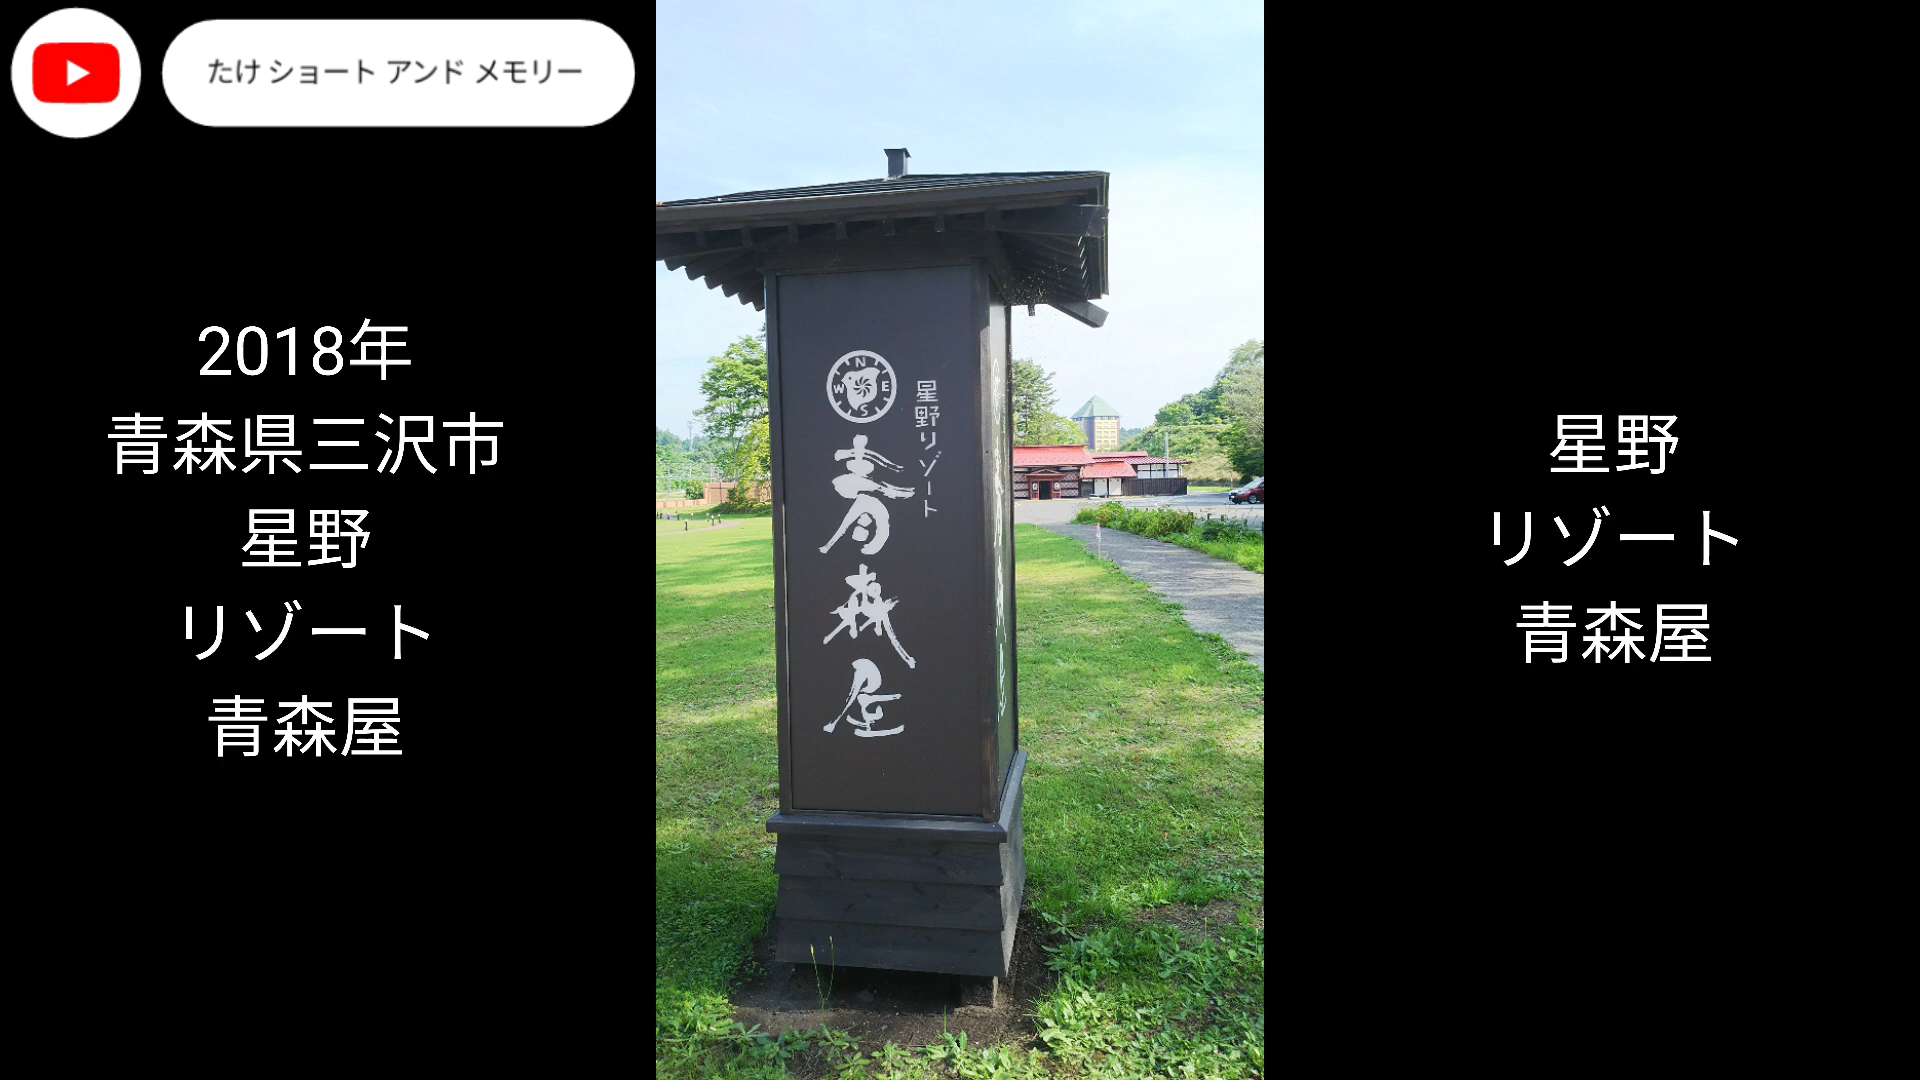 たけ ショート アンド メモリー
2018年
青森県三沢市
星野
リゾート
青森屋
N
W E
S
星野リゾート
青森屋
星野
リゾート
青森屋